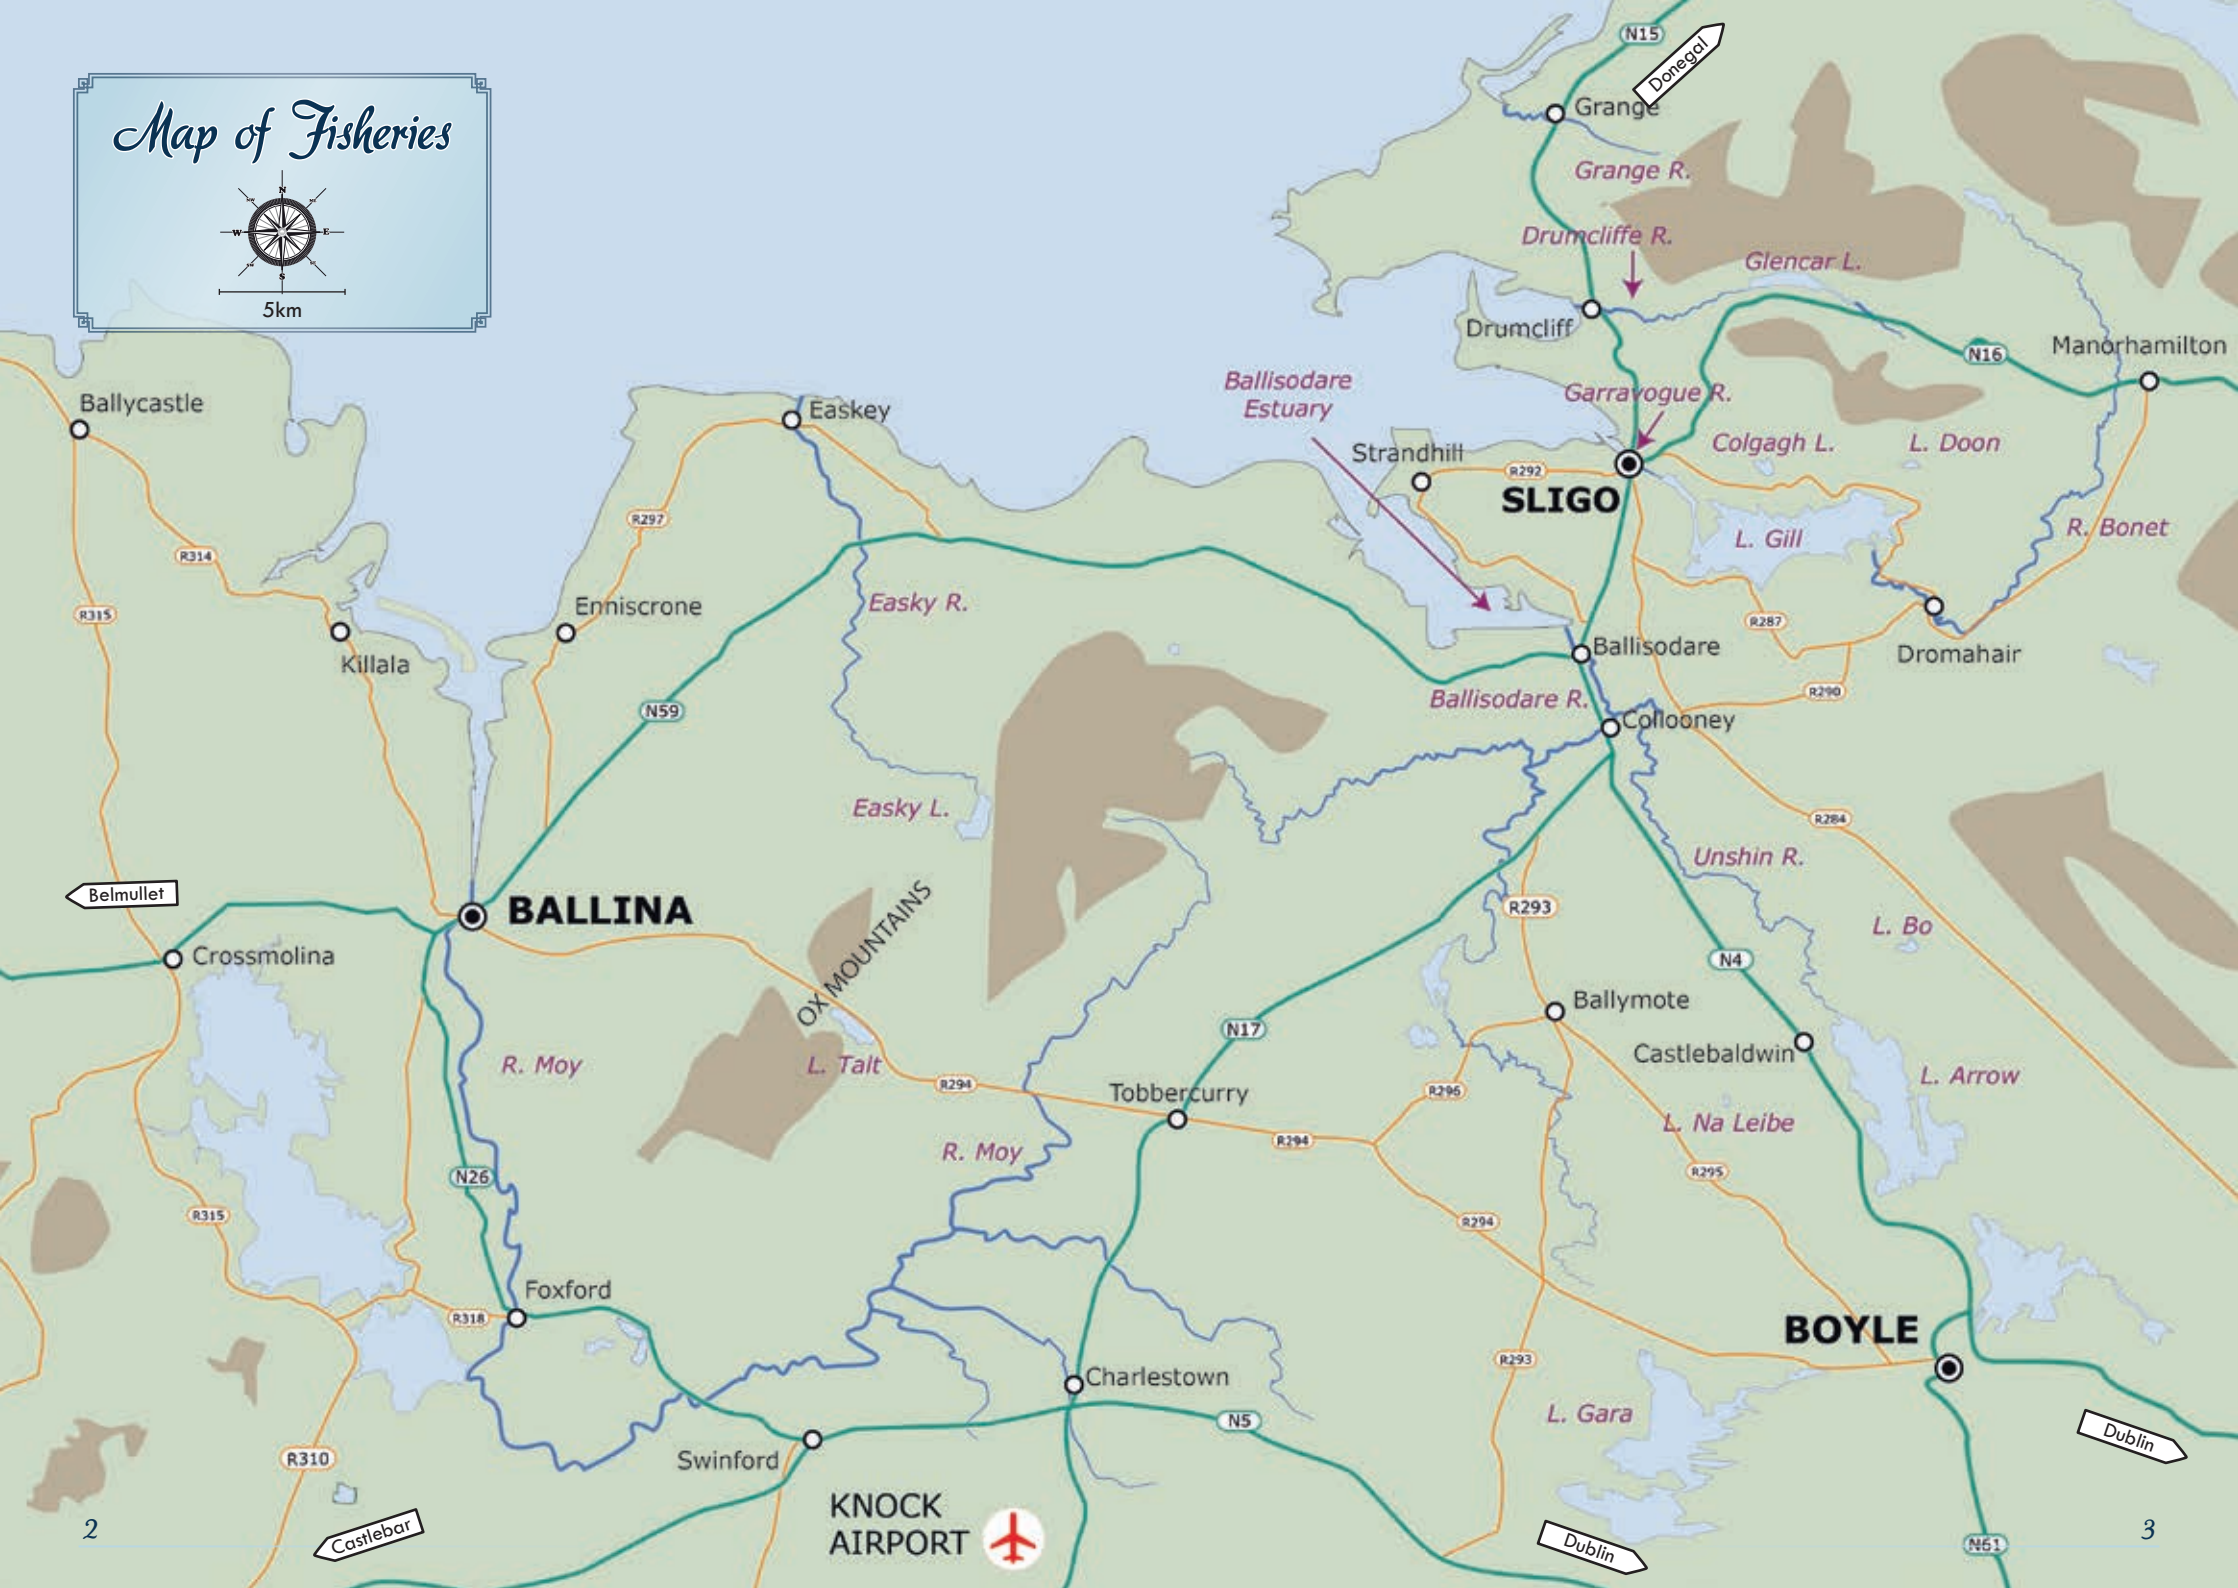 Map of Fisheries
N
NW
NE
W
E
SW
SE
S
5km
N15
Donegal
Grange
Grange R.
Drumcliffe R.
Glencar L.
Drumcliff
N16
Manorhamilton
Ballisodare
Estuary
Garravogue R.
Strandhill
R292
Colgagh L.
L. Doon
SLIGO
L. Gill
R. Bonet
Ballycastle
Easkey
R297
R314
R315
Enniscrone
Easky R.
Killala
R287
Dromahair
Ballisodare
R290
N59
Ballisodare R.
Collooney
Easky L.
R284
Unshin R.
Belmullet
BALLINA
OX MOUNTAINS
R293
L. Bo
Crossmolina
N4
Ballymote
N17
Castlebaldwin
R. Moy
L. Talt
R294
Tobbercurry
R296
L. Arrow
L. Na Leibe
R294
R. Moy
R295
N26
R315
R294
Foxford
R318
BOYLE
R293
Charlestown
L. Gara
N5
Swinford
R310
Dublin
KNOCK
AIRPORT
Castlebar
Dublin
N61
2
3